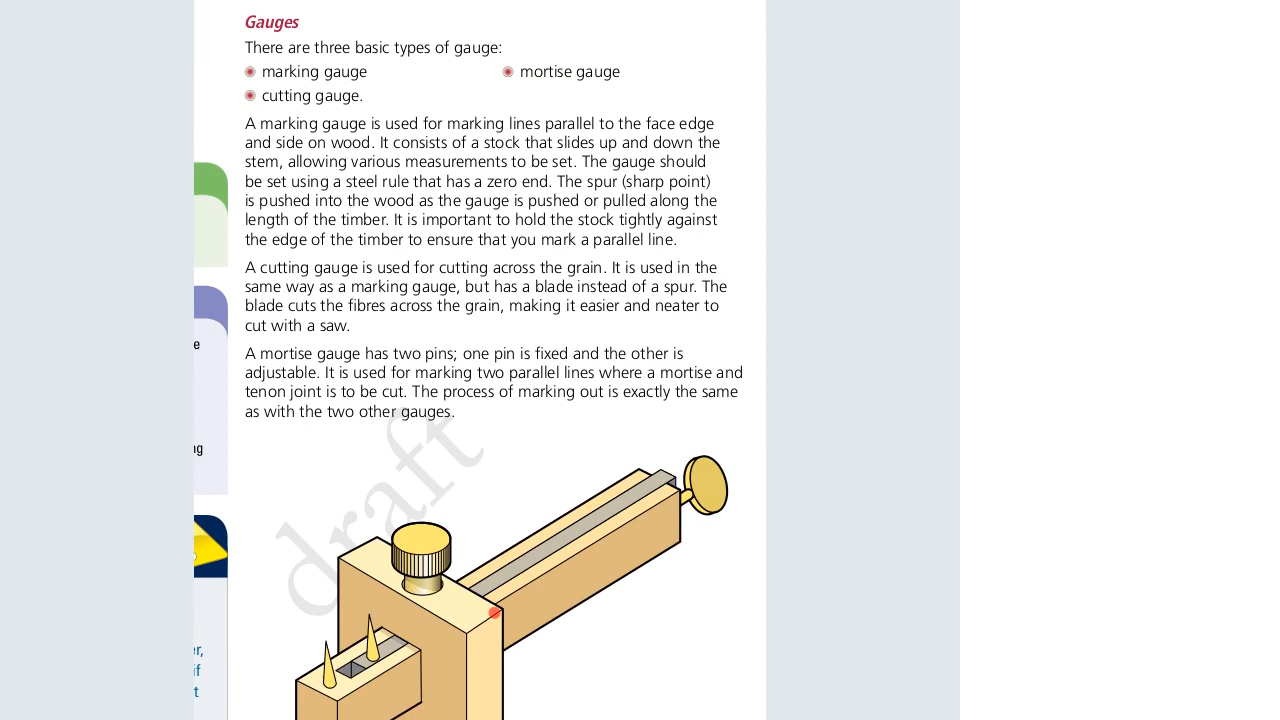 Gauges
There are three basic types of gauge:
marking gauge
mortise gauge
cutting gauge.
A marking gauge is used for marking lines parallel to the face edge
and side on wood. It consists of a stock that slides up and down the
stem, allowing various measurements to be set. The gauge should
be set using a steel rule that has a zero end. The spur (sharp point)
is pushed into the wood as the gauge is pushed or pulled along the
length of the timber. It is important to hold the stock tightly against
the edge of the timber to ensure that you mark a parallel line.
A cutting gauge is used for cutting across the grain. It is used in the
same way as a marking gauge, but has a blade instead of a spur. The
blade cuts the fibres across the grain, making it easier and neater to
cut with a saw.
A mortise gauge has two pins; one pin is fixed and the other is
adjustable. It is used for marking two parallel lines where a mortise and
tenon joint is to be cut. The process of marking out is exactly the same
as with the two other gauges.
draft